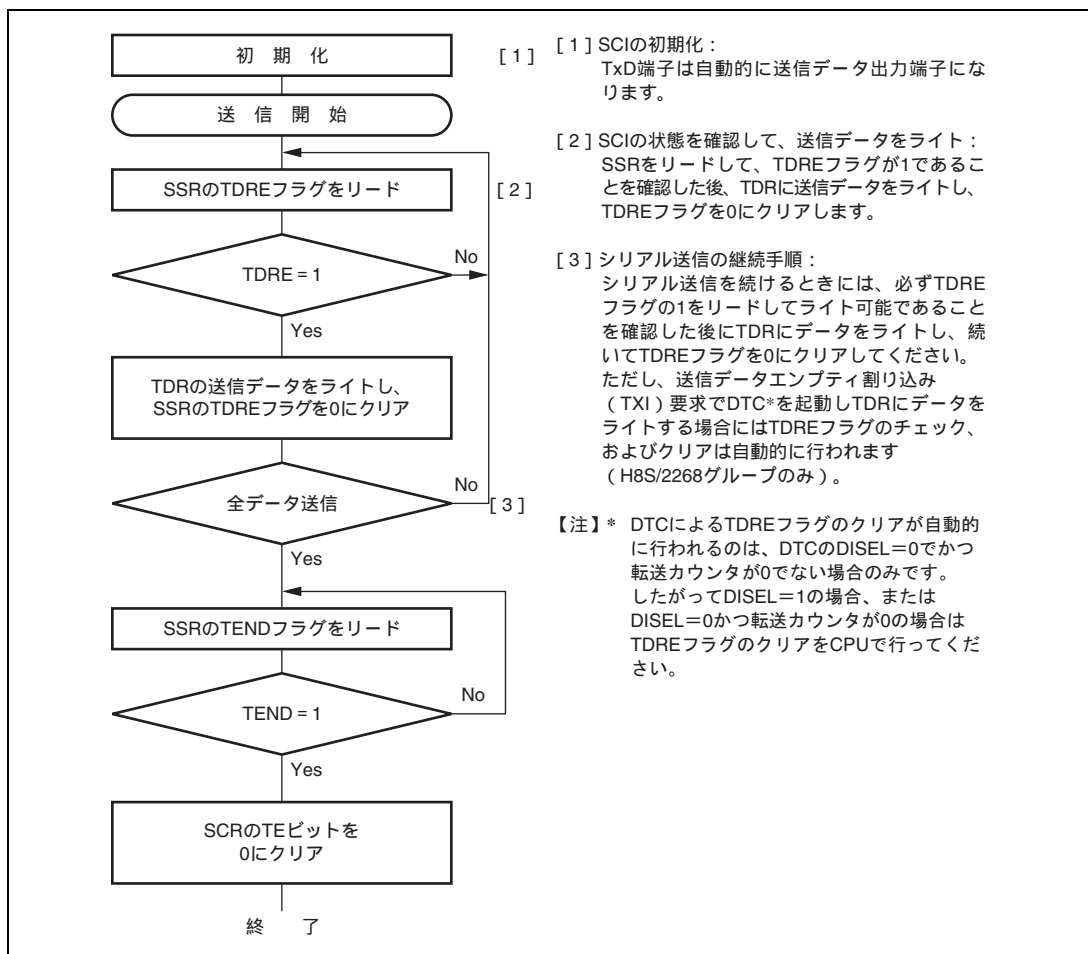 初 期 化
[ 1 ]
送 信 開 始
SSRのTDREフラグをリード
[ 2 ]
TDRE = 1
No
Yes
TDRの送信データをライトし、
SSRのTDREフラグを0にクリア
全データ送信
No
[ 3 ]
Yes
SSRのTENDフラグをリード
TEND = 1
No
Yes
SCRのTEビットを
0にクリア
終 了
[ 1 ] SCIの初期化：
TxD端子は自動的に送信データ出力端子にな
ります。
[ 2 ] SCIの状態を確認して、送信データをライト：
SSRをリードして、TDREフラグが1であるこ
とを確認した後、TDRに送信データをライトし、
TDREフラグを0にクリアします。
[ 3 ] シリアル送信の継続手順：
シリアル送信を続けるときには、必ずTDRE
フラグの1をリードしてライト可能であること
を確認した後にTDRにデータをライトし、続
いてTDREフラグを0にクリアしてください。
ただし、送信データエンプティ割り込み
（TXI）要求でDTC*を起動しTDRにデータを
ライトする場合にはTDREフラグのチェック、
およびクリアは自動的に行われます
（H8S/2268グループのみ）。
【注】* DTCによるTDREフラグのクリアが自動的
に行われるのは、DTCのDISEL＝0でかつ
転送カウンタが0でない場合のみです。
したがってDISEL＝1の場合、または
DISEL＝0かつ転送カウンタが0の場合は
TDREフラグのクリアをCPUで行ってくだ
さい。